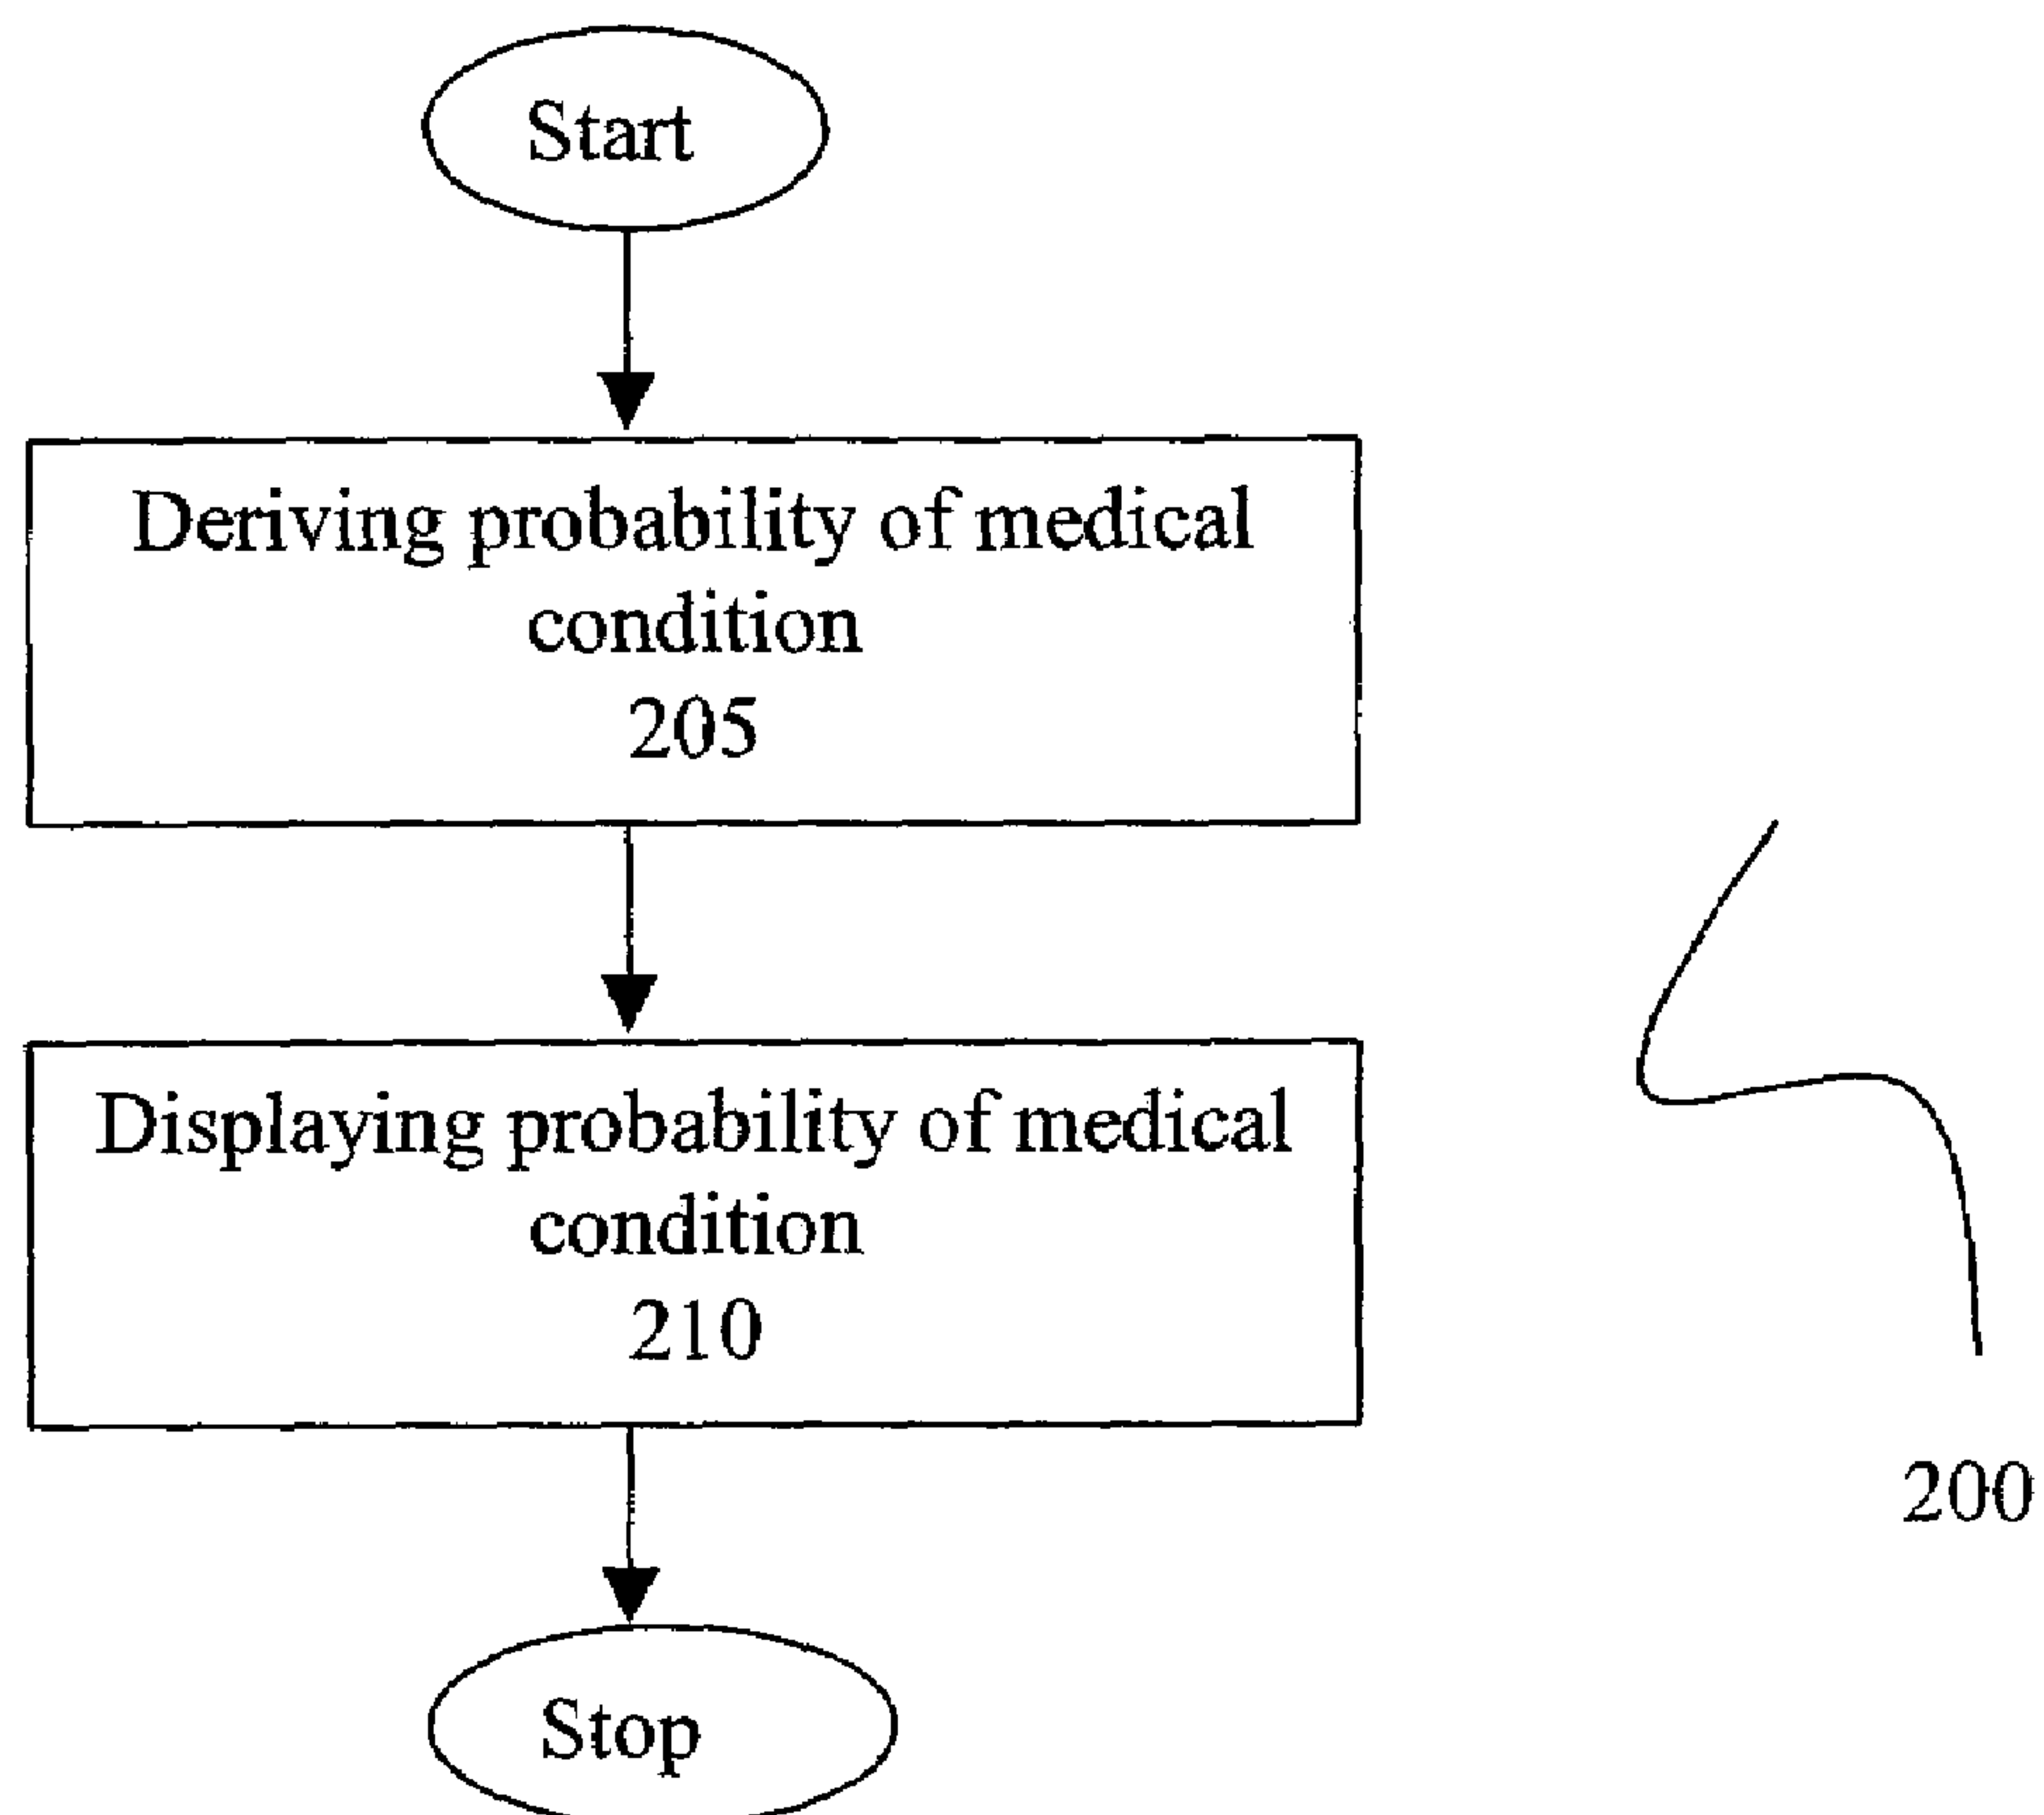 Start
Deriving probability of medical
condition
205
Displaying probability of medical
condition
210
200
Stop